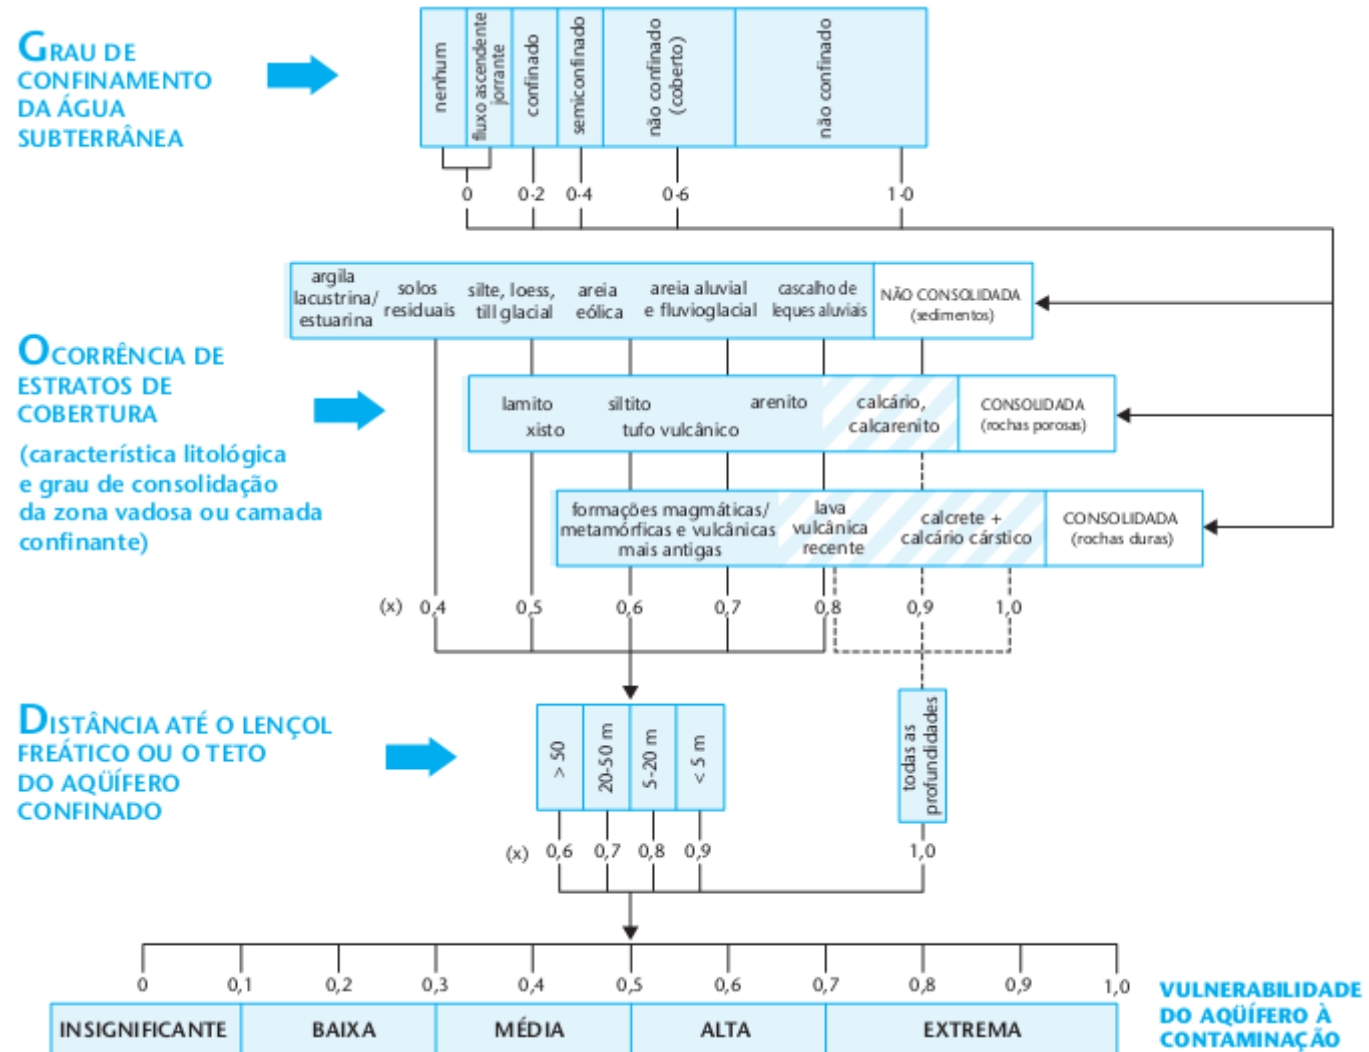 GRAU DE
CONFINAMENTO
DA ÁGUA
SUBTERRÂNEA
nenhum
fluxo ascendente
jorrante
confinado
semiconfinado
não confinado
(coberto)
não confinado
0
0·2
0·4
0·6
1·0
OCORRÊNCIA DE
ESTRATOS DE
COBERTURA
(característica litológica
e grau de consolidação
da zona vadosa ou camada
confinante)
argila
lacustrina/
estuarina
solos
residuais
silte, loess,
till glacial
areia
eólica
areia aluvial
e fluvioglacial
cascalho de
leques aluviais
NÃO CONSOLIDADA
(sedimentos)
lamito
xisto
siltito
tufo vulcânico
arenito
calcário,
calcarenito
CONSOLIDADA
(rochas porosas)
formações magmáticas/
metamórficas e vulcânicas
mais antigas
lava
vulcânica
recente
calcrete +
calcário cárstico
CONSOLIDADA
(rochas duras)
(x) 0,4 0,5 0,6 0,7 0,8 0,9 1,0
DISTÂNCIA ATÉ O LENÇOL
FREÁTICO OU O TETO
DO AQÜÍFERO
CONFINADO
> 50
20-50 m
5-20 m
< 5 m
todas as
profundidades
(x) 0,6 0,7 0,8 0,9 1,0
0 0,1 0,2 0,3 0,4 0,5 0,6 0,7 0,8 0,9 1,0
INSIGNIFICANTE BAIXA MÉDIA ALTA EXTREMA
VULNERABILIDADE
DO AQÜÍFERO À
CONTAMINAÇÃO